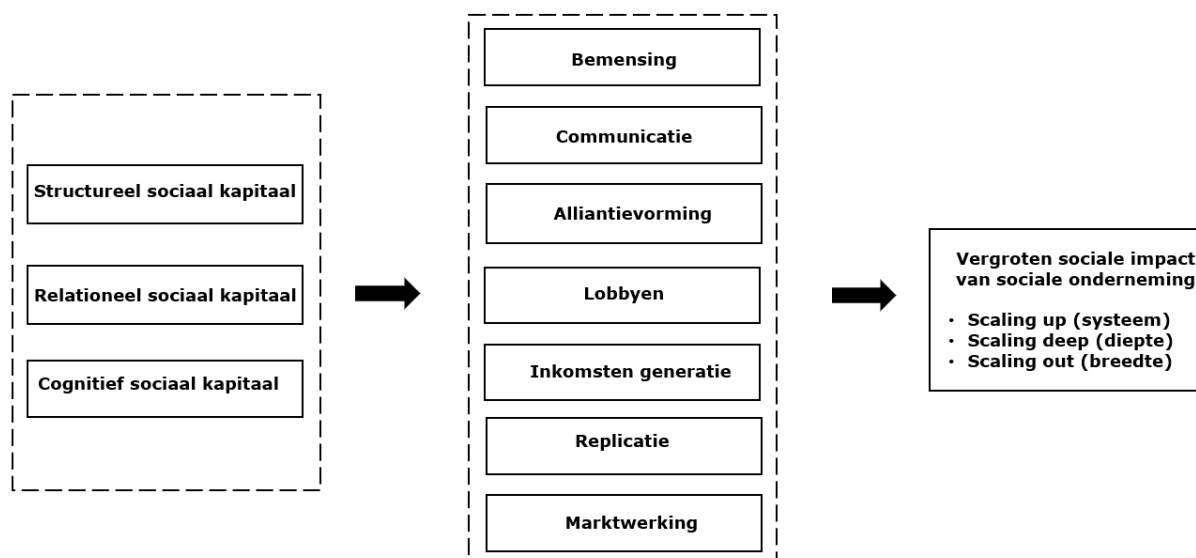 Structureel sociaal kapitaal
Relationeel sociaal kapitaal
Cognitief sociaal kapitaal
Bemensing
Communicatie
Alliantievorming
Lobbyen
Inkomsten generatie
Replicatie
Marktwerking
Vergroten sociale impact
van sociale onderneming
• Scaling up (systeem)
• Scaling deep (diepte)
• Scaling out (breedte)